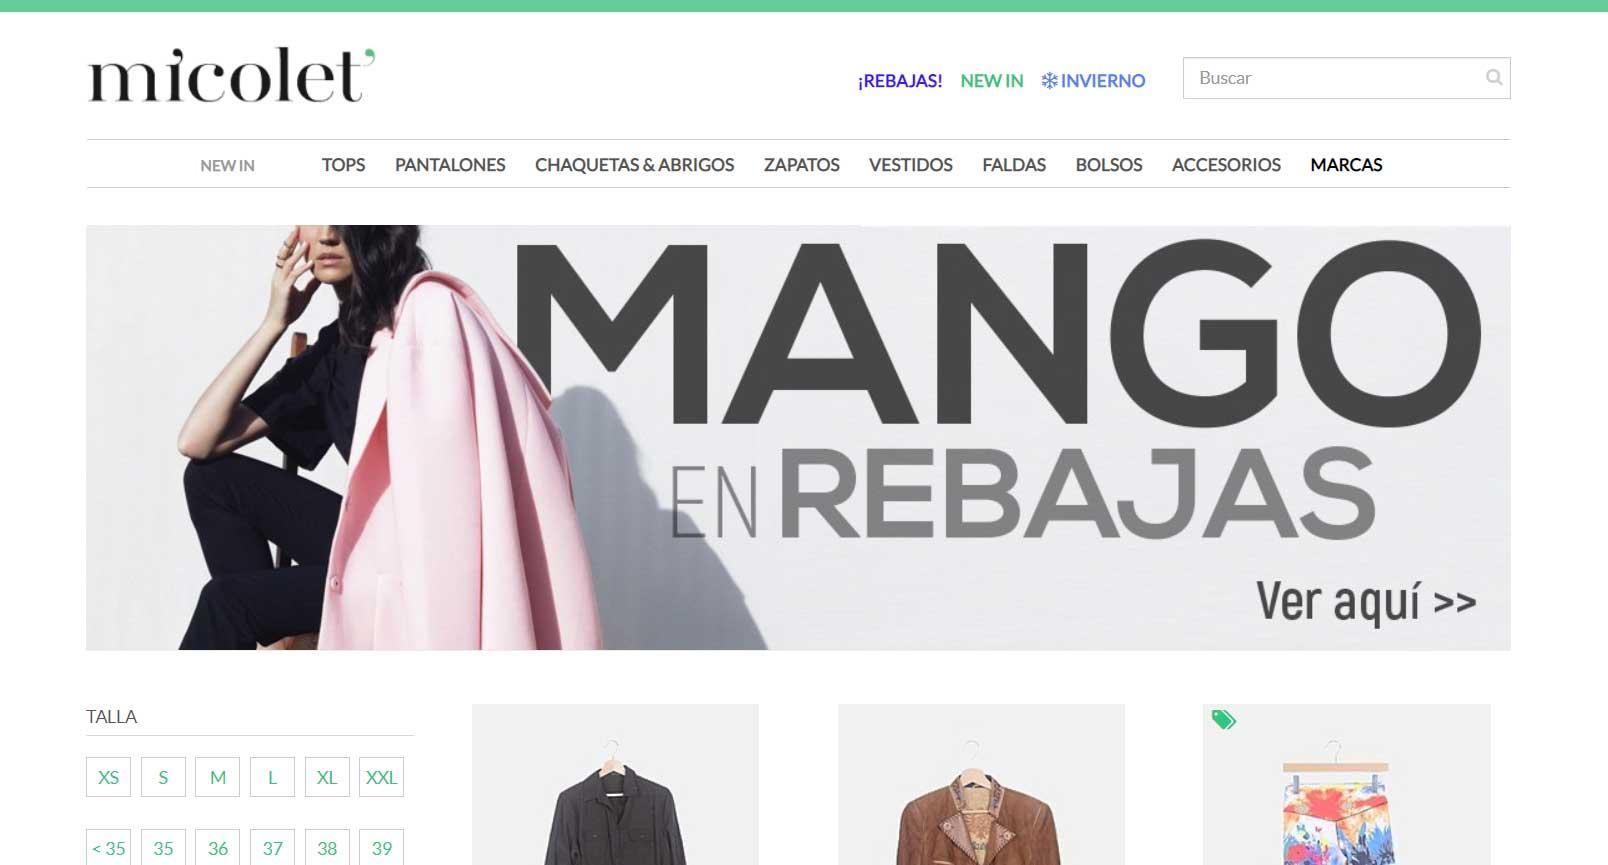 micolet’
¡REBAJAS! NEW IN INVIERNO Buscar
NEW IN TOPS PANTALONES CHAQUETAS & ABRIGOS ZAPATOS VESTIDOS FALDAS BOLSOS ACCESORIOS MARCAS
MANGO
EN REBAJAS
Ver aquí >>
TALLA
XS S M L XL XXL
< 35 35 36 37 38 39